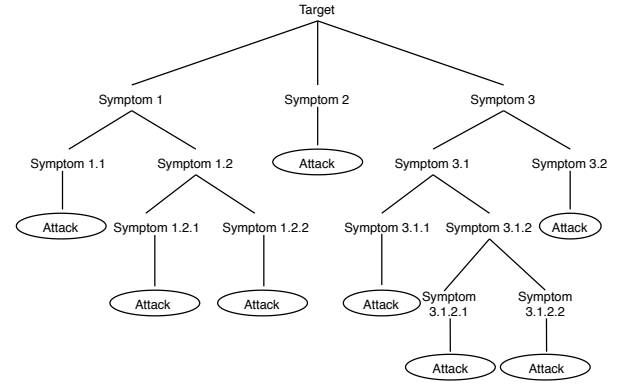 Target
Symptom 1
Symptom 2
Symptom 3
Symptom 1.1
Symptom 1.2
Attack
Symptom 3.1
Symptom 3.2
Attack
Symptom 1.2.1
Symptom 1.2.2
Symptom 3.1.1
Symptom 3.1.2
Attack
Attack
Attack
Attack
Symptom
3.1.2.1
Symptom
3.1.2.2
Attack
Attack